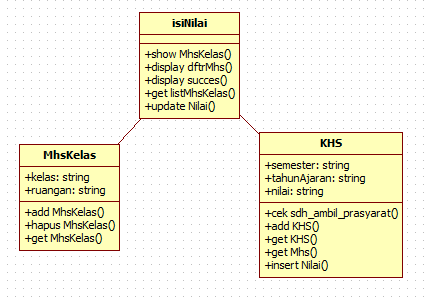 isiNilai
+show MhsKelas()
+display dftrMhs()
+display succes()
+get listMhsKelas()
+update Nilai()
MhsKelas
+kelas: string
+ruangan: string
+add MhsKelas()
+hapus MhsKelas()
+get MhsKelas()
KHS
+semester: string
+tahunAjaran: string
+nilai: string
+cek sdh_ambil_prasyarat()
+add KHS()
+get KHS()
+get Mhs()
+insert Nilai()